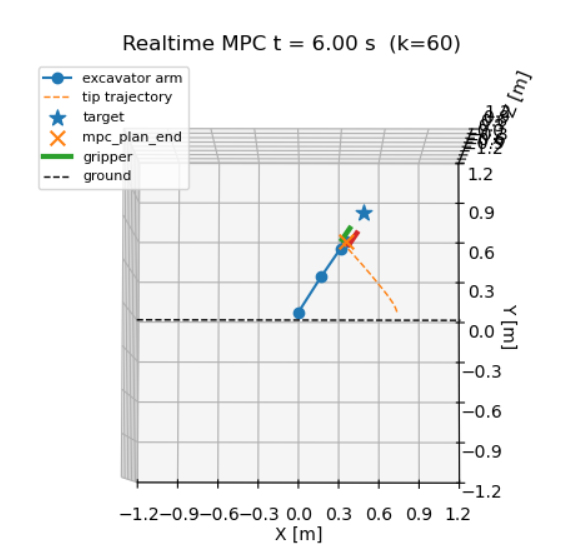 Realtime MPC t = 6.00 s  (k=60)
excavator arm
tip trajectory
target
mpc_plan_end
gripper
ground
Z [m]
1.2
0.9
0.6
0.3
0.0
−0.3
−0.6
−0.9
−1.2
Y [m]
−1.2 −0.9 −0.6 −0.3 0.0 0.3 0.6 0.9 1.2
X [m]